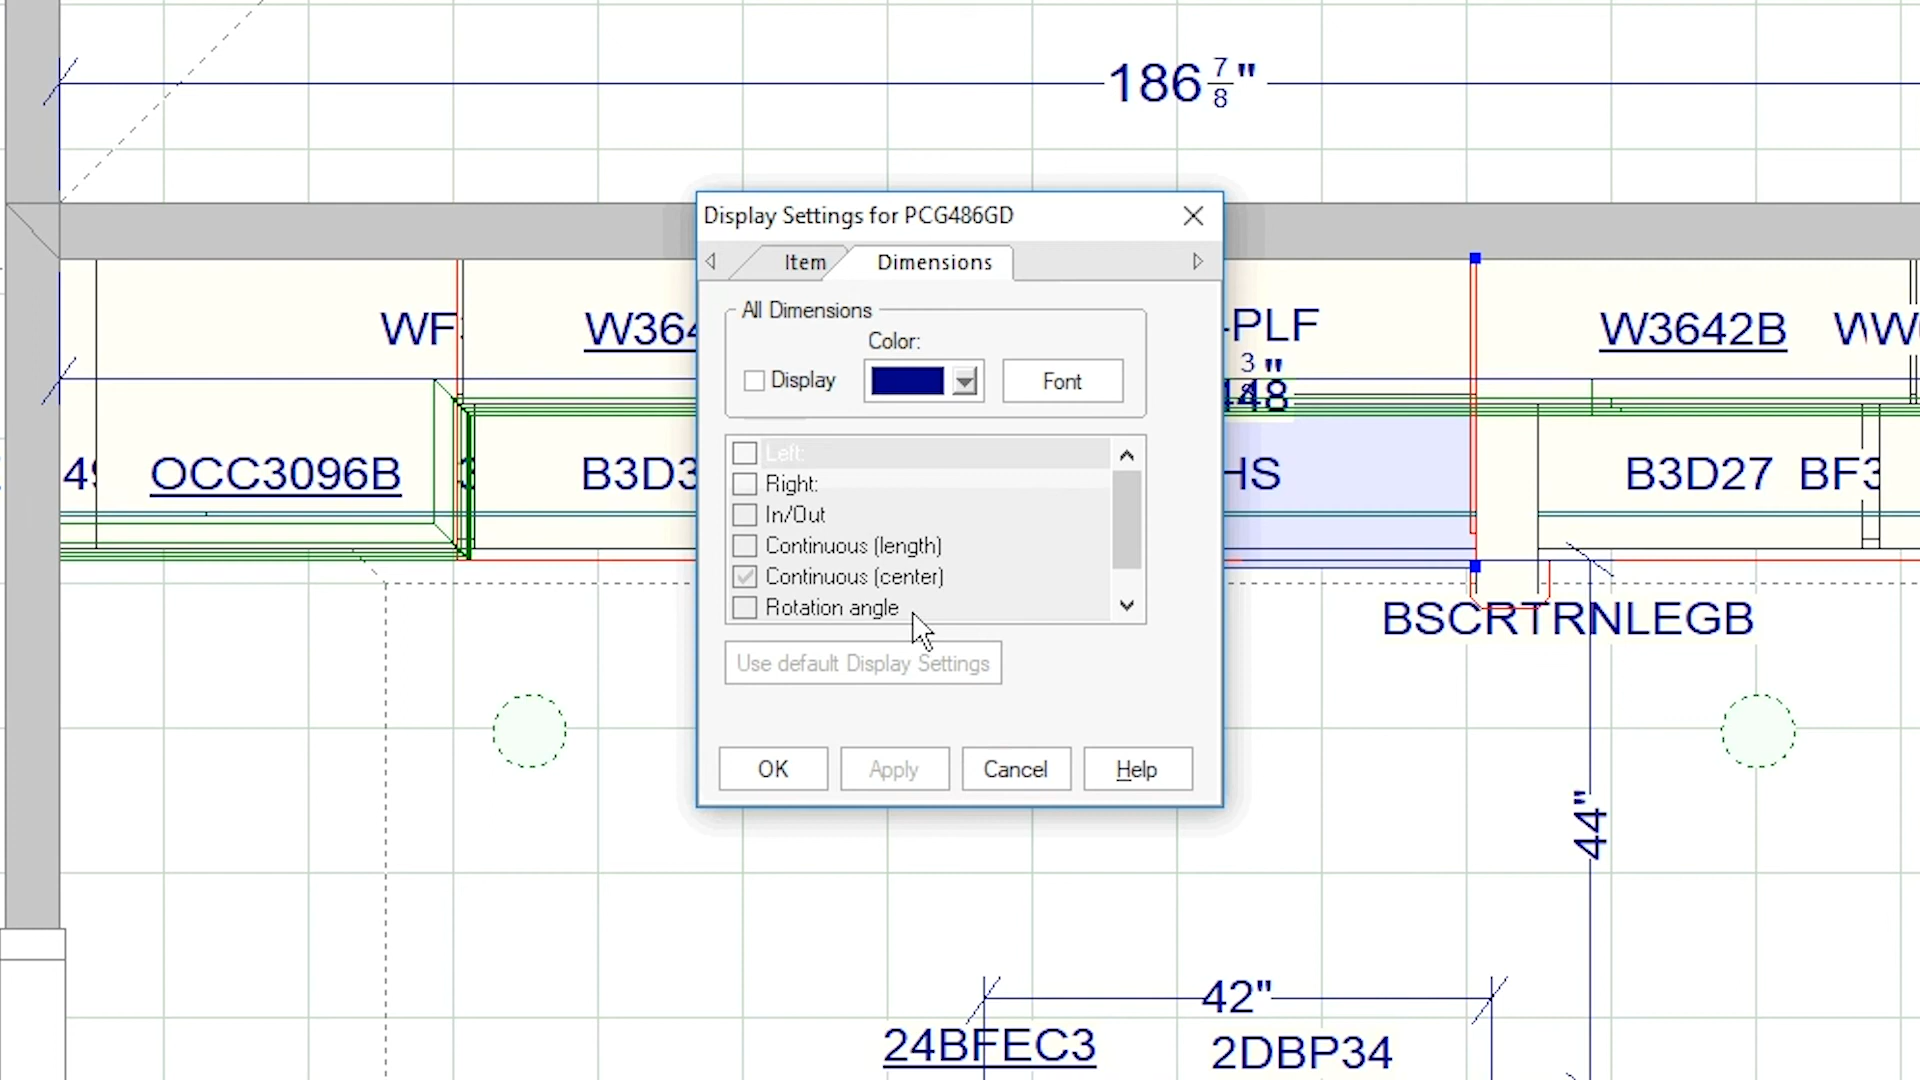 186 7/8"
Display Settings for PCG486GD
Item
Dimensions
All Dimensions
Color:
Display
Font
Left:
Right:
In/Out
Continuous (length)
Continuous (center)
Rotation angle
Use default Display Settings
OK
Apply
Cancel
Help
WF
W364
-PLF
W3642B
48
OCC3096B
B3D3
HS
B3D27
BF3
BSCRTRNLEGB
44"
42"
24BFEC3
2DBP34